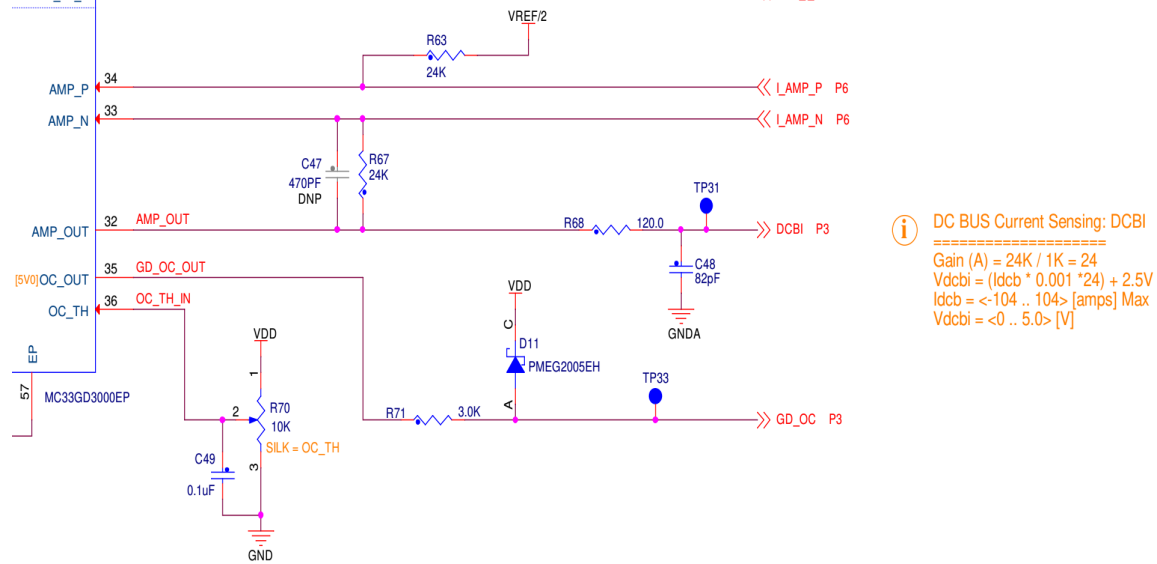 VREF/2
R63
24K
34
AMP_P
I_AMP_P P6
33
AMP_N
I_AMP_N P6
C47
470PF
DNP
R67
24K
TP31
32
AMP_OUT
AMP_OUT
R68
120.0
DCBI P3
C48
82pF
GNDA
35
GD_OC_OUT
[5V0]OC_OUT
36
OC_TH_IN
OC_TH
VDD
C
D11
PMEG2005EH
A
EP
57
MC33GD3000EP
VDD
1
2
R70
10K
SILK = OC_TH
3
C49
0.1uF
GND
R71
3.0K
TP33
GD_OC P3
i
DC BUS Current Sensing: DCBI
====================
Gain (A) = 24K / 1K = 24
Vdcbi = (Idcb * 0.001 *24) + 2.5V
Idcb = <-104 .. 104> [amps] Max
Vdcbi = <0 .. 5.0> [V]